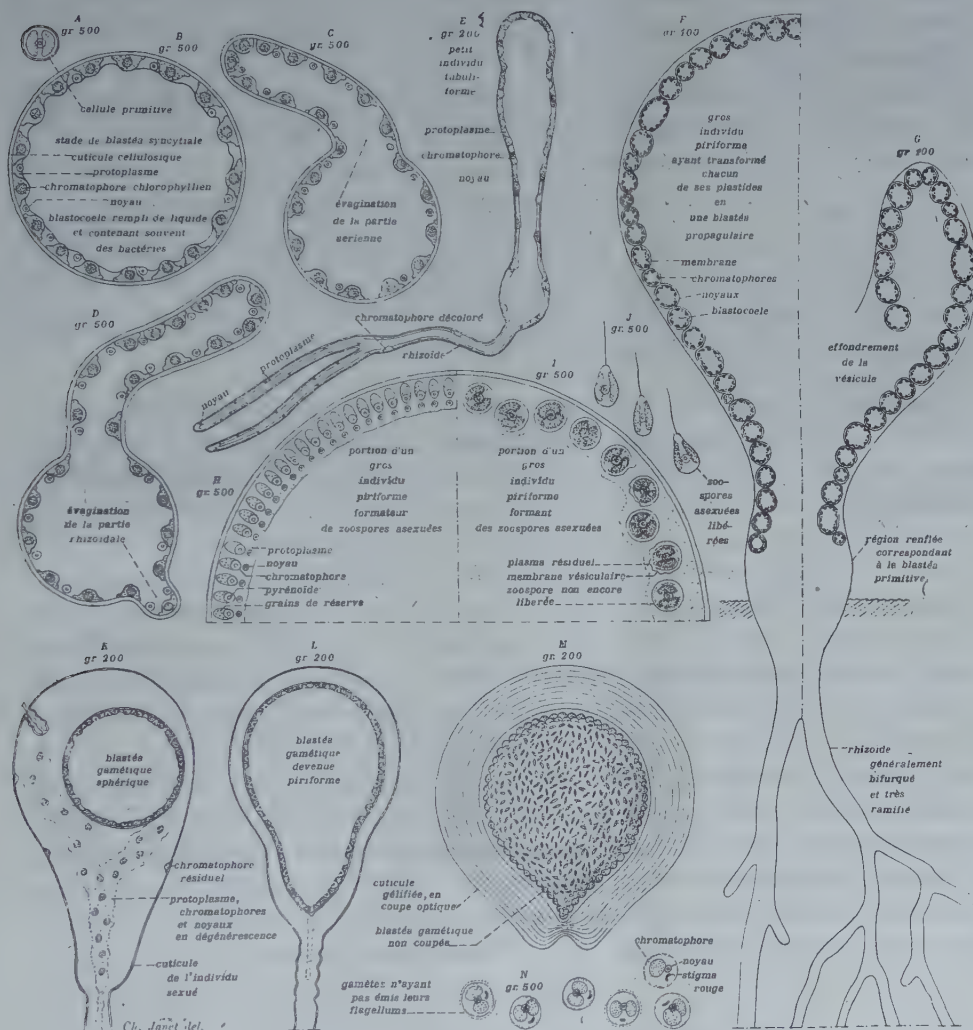 A
gr 500
cellule primitive
B
gr. 500
stade de blastéa syncytiale
cuticule cellulosique
protoplasme
chromatophore chlorophyllien
noyau
blastocoele rempli de liquide
et contenant souvent
des bactéries
C
gr. 500
évagination
de la partie
aerienne
D
gr 500
évagination
de la partie
rhizoïdale
E
gr 200
petit
individu
tubuli-
forme
protoplasme
chromatophore
noyau
chromatophore décoloré
protoplasme
noyau
rhizoïde
F
gr 100
gros
individu
piriforme
ayant transformé
chacun
de ses plastides
en
une blastéa
propagulaire
membrane
chromatophores
noyaux
blastocoele
G
gr 100
effondrement
de la
vésicule
région renflée
correspondant
à la blastéa
primitive
rhizoïde
généralement
bifurqué
et très
ramifié
H
gr. 500
portion d'un
gros
individu
piriforme
formateur
de zoospores asexuées
protoplasme
noyau
chromatophore
pyrénoïde
grains de réserve
I
gr 500
portion d'un
gros
individu
piriforme
formant
des zoospores asexuées
plasma résiduel
membrane vésiculaire
zoospore non encore
liberée
J
gr. 500
zoo-
spores
asexuées
libé-
rées
K
gr 200
blastéa
gamétique
sphérique
chromatophore
résiduel
protoplasme,
chromatophores
et noyaux
en dégénérescence
cuticule
de l'individu
sexué
L
gr 200
blastéa
gamétique
devenue
piriforme
M
gr. 200
cuticule
gélifiée, en
coupe optique
blastéa gamétique
non coupée
N
gr 500
gamètes n'ayant
pas émis leurs
flagellums
chromatophore
noyau
stigma
rouge
Ch. Janet del.